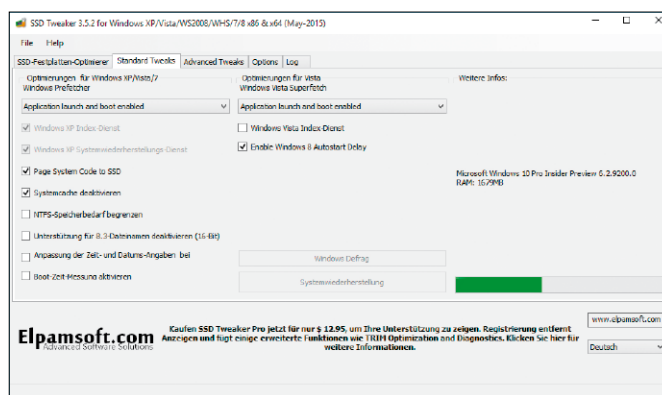 SSD Tweaker 3.5.2 for Windows XP/Vista/WS2008/WHS/7/8 x86 & x64 (May-2015)
File Help
SSD-Festplatten-Optimierer Standard Tweaks Advanced Tweaks Options Log
Optimierungen für Windows XP/Vista/7
Windows Prefetcher
Application launch and boot enabled
Windows XP Index-Dienst
Windows XP Systemwiederherstellungs-Dienst
Page System Code to SSD
Systemcache deaktivieren
NTFS-Speicherbedarf begrenzen
Unterstützung für 8.3-Dateinamen deaktivieren (16-Bit)
Anpassung der Zeit- und Datums-Angaben bei
Boot-Zeit-Messung aktivieren
Optimierungen für Vista
Windows Vista Superfetch
Application launch and boot enabled
Windows Vista Index-Dienst
Enable Windows 8 Autostart Delay
Windows Defrag
Systemwiederherstellung
Weitere Infos:
Microsoft Windows 10 Pro Insider Preview 6.2.9200.0
RAM: 1679MB
Elpamsoft.com
Advanced Software Solutions
Kaufen SSD Tweaker Pro jetzt für nur $ 12.95, um Ihre Unterstützung zu zeigen. Registrierung entfernt
Anzeigen und fügt einige erweiterte Funktionen wie TRIM Optimization and Diagnostics. Klicken Sie hier für
weitere Informationen.
www.elpamsoft.com
Deutsch